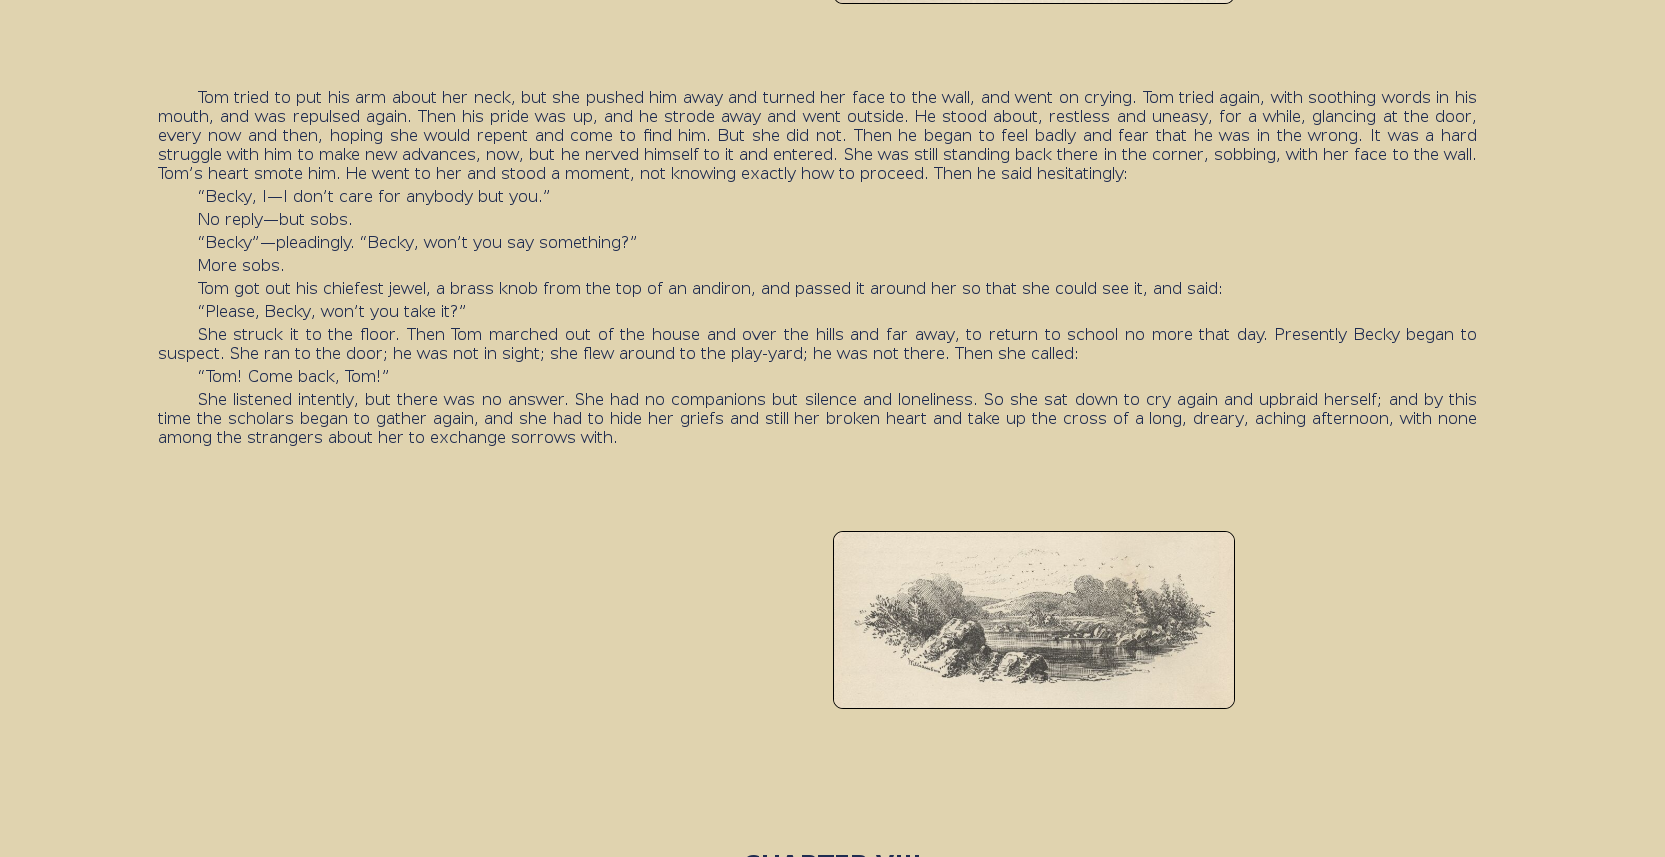 Tom tried to put his arm about her neck, but she pushed him away and turned her face to the wall, and went on crying. Tom tried again, with soothing words in his
mouth, and was repulsed again. Then his pride was up, and he strode away and went outside. He stood about, restless and uneasy, for a while, glancing at the door,
every now and then, hoping she would repent and come to find him. But she did not. Then he began to feel badly and fear that he was in the wrong. It was a hard
struggle with him to make new advances, now, but he nerved himself to it and entered. She was still standing back there in the corner, sobbing, with her face to the wall.
Tom’s heart smote him. He went to her and stood a moment, not knowing exactly how to proceed. Then he said hesitatingly:
“Becky, I—I don’t care for anybody but you.”
No reply—but sobs.
“Becky”—pleadingly. “Becky, won’t you say something?”
More sobs.
Tom got out his chiefest jewel, a brass knob from the top of an andiron, and passed it around her so that she could see it, and said:
“Please, Becky, won’t you take it?”
She struck it to the floor. Then Tom marched out of the house and over the hills and far away, to return to school no more that day. Presently Becky began to
suspect. She ran to the door; he was not in sight; she flew around to the play-yard; he was not there. Then she called:
“Tom! Come back, Tom!”
She listened intently, but there was no answer. She had no companions but silence and loneliness. So she sat down to cry again and upbraid herself; and by this
time the scholars began to gather again, and she had to hide her griefs and still her broken heart and take up the cross of a long, dreary, aching afternoon, with none
among the strangers about her to exchange sorrows with.
CHAPTER VIII